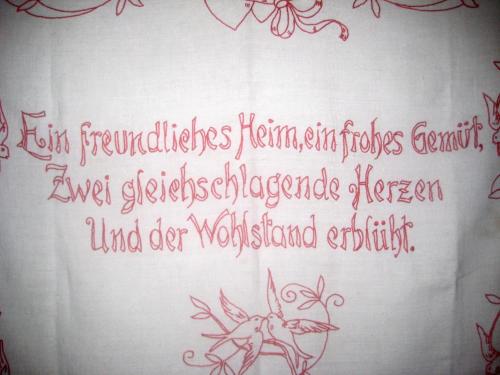 Ein freundliches Heim, ein frohes Gemüt,
Zwei gleichschlagende Herzen
Und der Wohlstand erblüht.